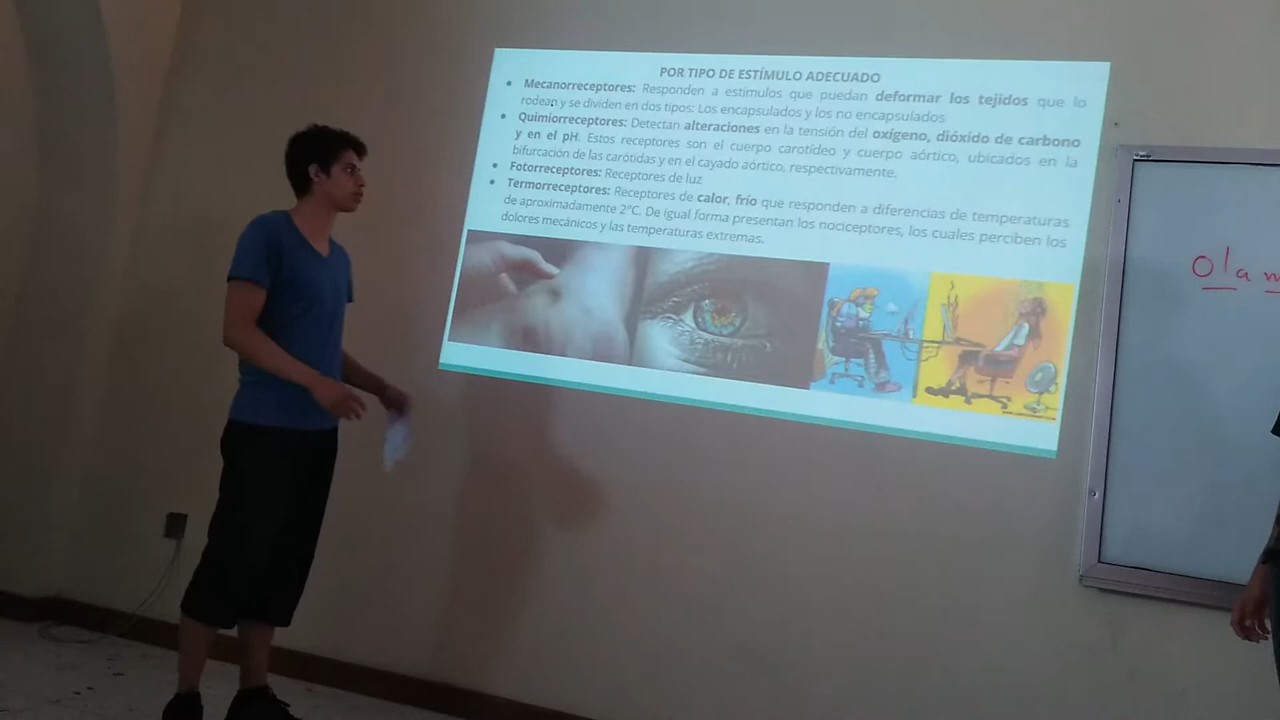 POR TIPO DE ESTÍMULO ADECUADO
• Mecanorreceptores: Responden a estímulos que puedan deformar los tejidos que lo
rodean y se dividen en dos tipos: Los encapsulados y los no encapsulados
• Quimiorreceptores: Detectan alteraciones en la tensión del oxígeno, dióxido de carbono
y en el pH. Estos receptores son el cuerpo carotídeo y cuerpo aórtico, ubicados en la
bifurcación de las carótidas y en el cayado aórtico, respectivamente.
• Fotorreceptores: Receptores de luz
• Termorreceptores: Receptores de calor, frío que responden a diferencias de temperaturas
de aproximadamente 2°C. De igual forma presentan los nociceptores, los cuales perciben los
dolores mecánicos y las temperaturas extremas.
Ola